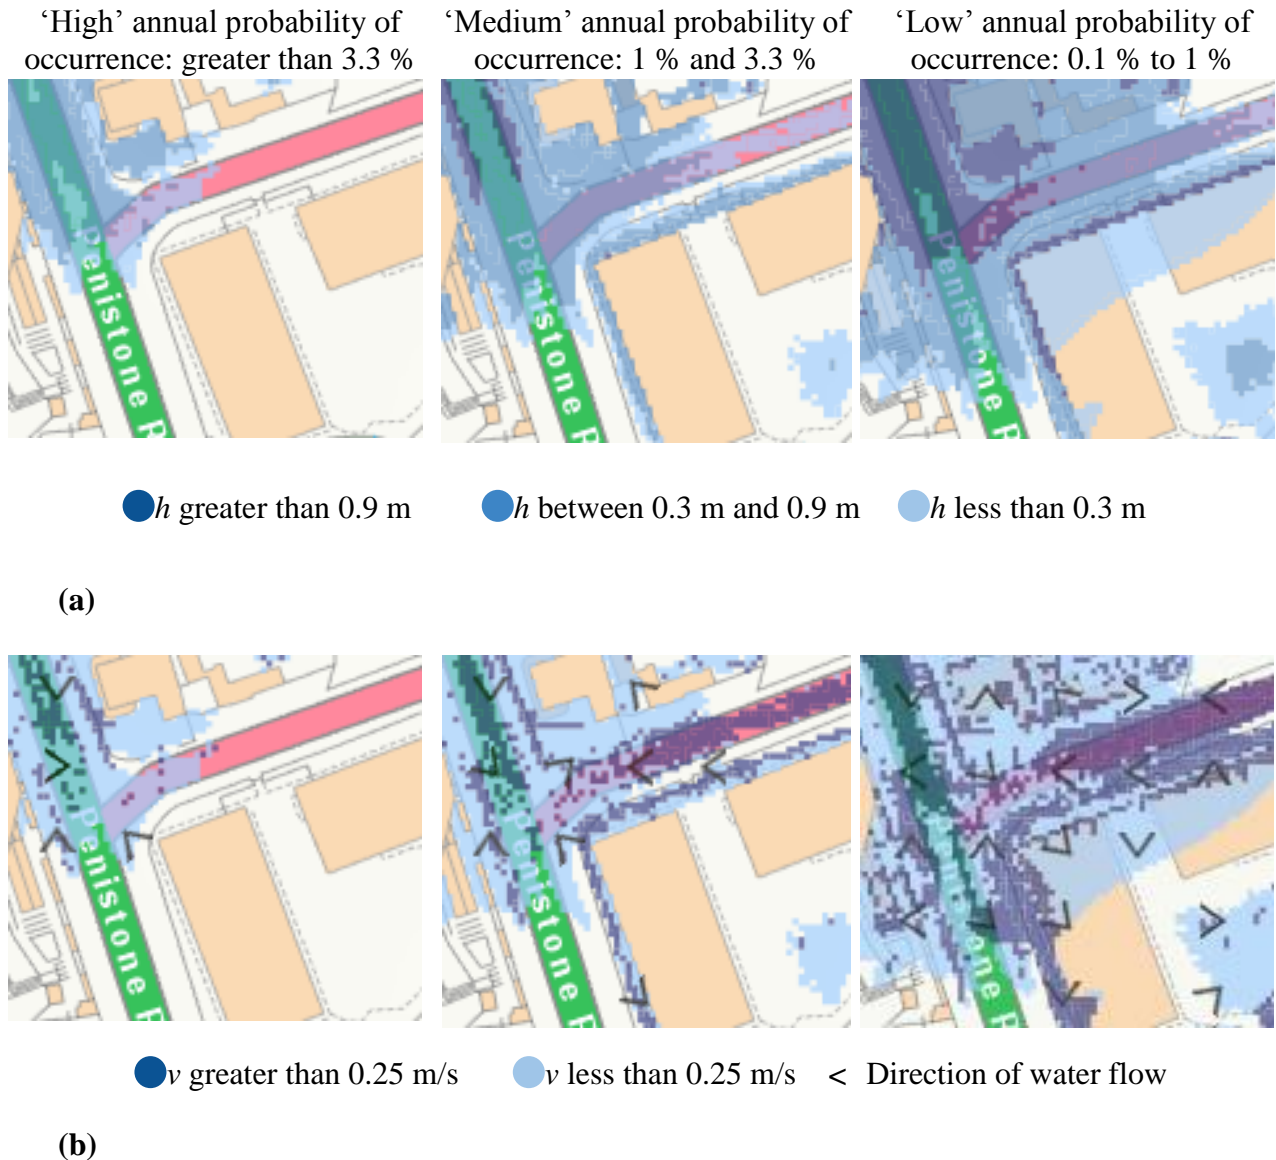 ‘High’ annual probability of
occurrence: greater than 3.3 %
‘Medium’ annual probability of
occurrence: 1 % and 3.3 %
‘Low’ annual probability of
occurrence: 0.1 % to 1 %
Penistone R
Penistone R
Penistone R
h greater than 0.9 m
h between 0.3 m and 0.9 m
h less than 0.3 m
(a)
Penistone R
Penistone R
Penistone R
v greater than 0.25 m/s
v less than 0.25 m/s
< Direction of water flow
(b)